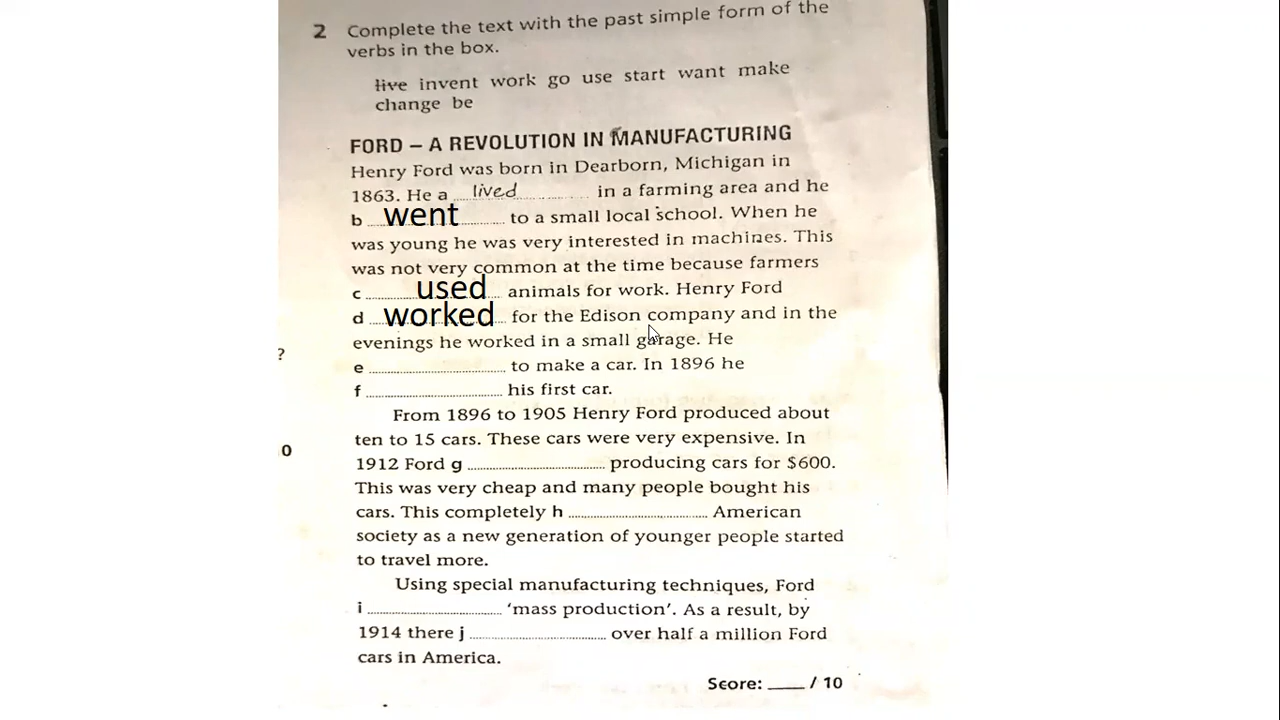 2 Complete the text with the past simple form of the
verbs in the box.
live invent work go use start want make
change be
FORD – A REVOLUTION IN MANUFACTURING
Henry Ford was born in Dearborn, Michigan in
1863. He a lived in a farming area and he
b went to a small local school. When he
was young he was very interested in machines. This
was not very common at the time because farmers
c used animals for work. Henry Ford
d worked for the Edison company and in the
evenings he worked in a small garage. He
?
e to make a car. In 1896 he
f his first car.
From 1896 to 1905 Henry Ford produced about
ten to 15 cars. These cars were very expensive. In
0
1912 Ford g producing cars for $600.
This was very cheap and many people bought his
cars. This completely h American
society as a new generation of younger people started
to travel more.
Using special manufacturing techniques, Ford
i ‘mass production’. As a result, by
1914 there j over half a million Ford
cars in America.
Score: ____ / 10